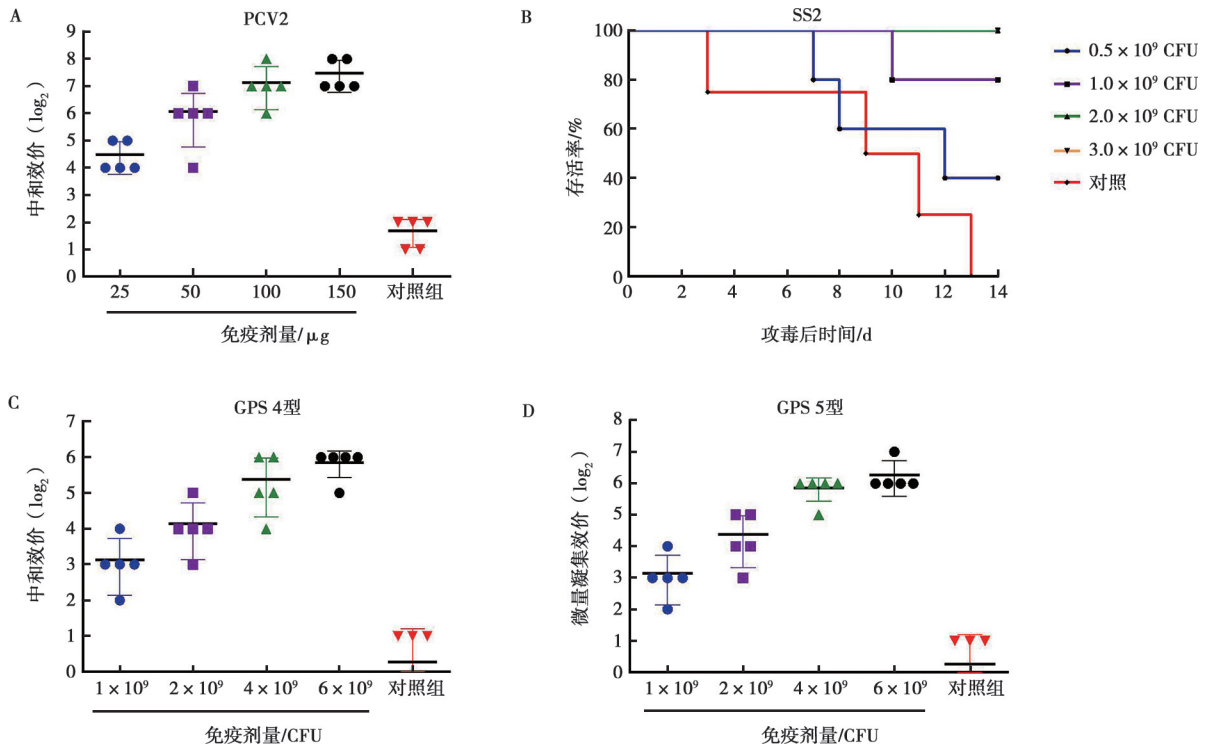 A
PCV2
中和效价（log₂）
9
8
7
6
5
4
3
2
1
0
25 50 100 150 对照组
免疫剂量/μg
B
SS2
存活率/%
100
80
60
40
20
0 2 4 6 8 10 12 14
攻毒后时间/d
0.5×10⁹ CFU
1.0×10⁹ CFU
2.0×10⁹ CFU
3.0×10⁹ CFU
对照
C
GPS 4型
中和效价（log₂）
7
6
5
4
3
2
1
0
1×10⁹ 2×10⁹ 4×10⁹ 6×10⁹ 对照组
免疫剂量/CFU
D
GPS 5型
微量凝集效价（log₂）
8
7
6
5
4
3
2
1
0
1×10⁹ 2×10⁹ 4×10⁹ 6×10⁹ 对照组
免疫剂量/CFU